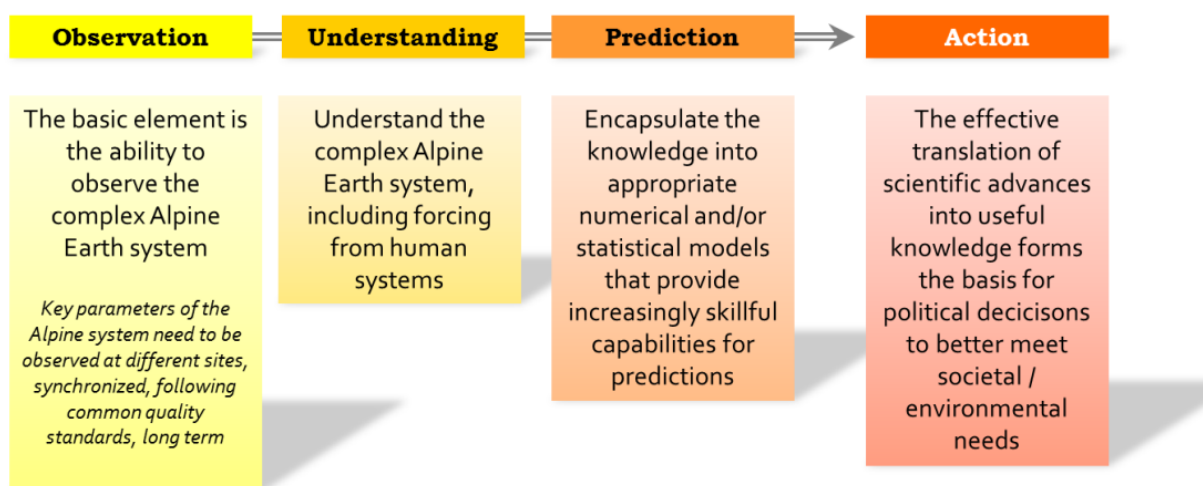 Observation
Understanding
Prediction
Action
The basic element is
the ability to
observe the
complex Alpine
Earth system
Key parameters of the
Alpine system need to be
observed at different sites,
synchronized, following
common quality
standards, long term
Understand the
complex Alpine
Earth system,
including forcing
from human
systems
Encapsulate the
knowledge into
appropriate
numerical and/or
statistical models
that provide
increasingly skillful
capabilities for
predictions
The effective
translation of
scientific advances
into useful
knowledge forms
the basis for
political decicisons
to better meet
societal /
environmental
needs